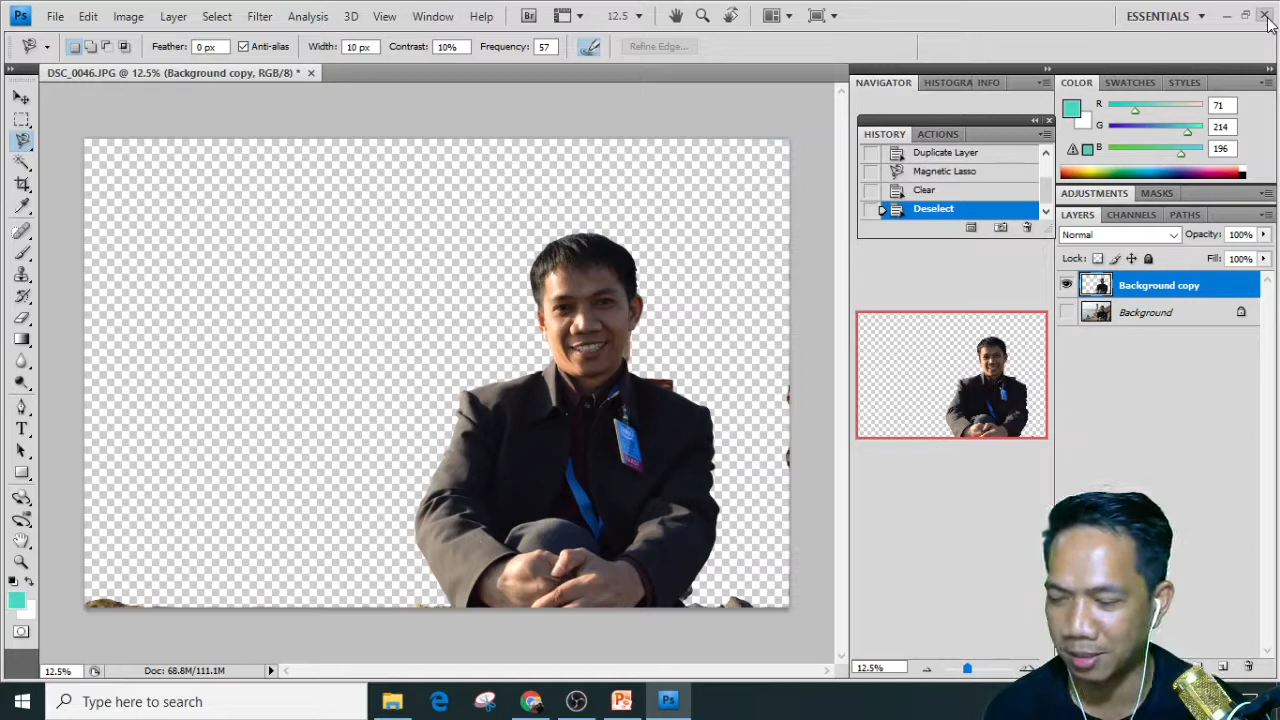 Ps File Edit Image Layer Select Filter Analysis 3D View Window Help Br 12.5 ESSENTIALS
Feather: 0 px Anti-alias Width: 10 px Contrast: 10% Frequency: 57 Refine Edge...
DSC_0046.JPG @ 12.5% (Background copy, RGB/8) *
NAVIGATOR HISTOGRA INFO
HISTORY ACTIONS
Duplicate Layer
Magnetic Lasso
Clear
Deselect
COLOR SWATCHES STYLES
R 71
G 214
B 196
ADJUSTMENTS MASKS
LAYERS CHANNELS PATHS
Normal Opacity: 100%
Lock: Fill: 100%
Background copy
Background
12.5% Doc: 68.8M/111.1M
12.5%
Type here to search
Ps